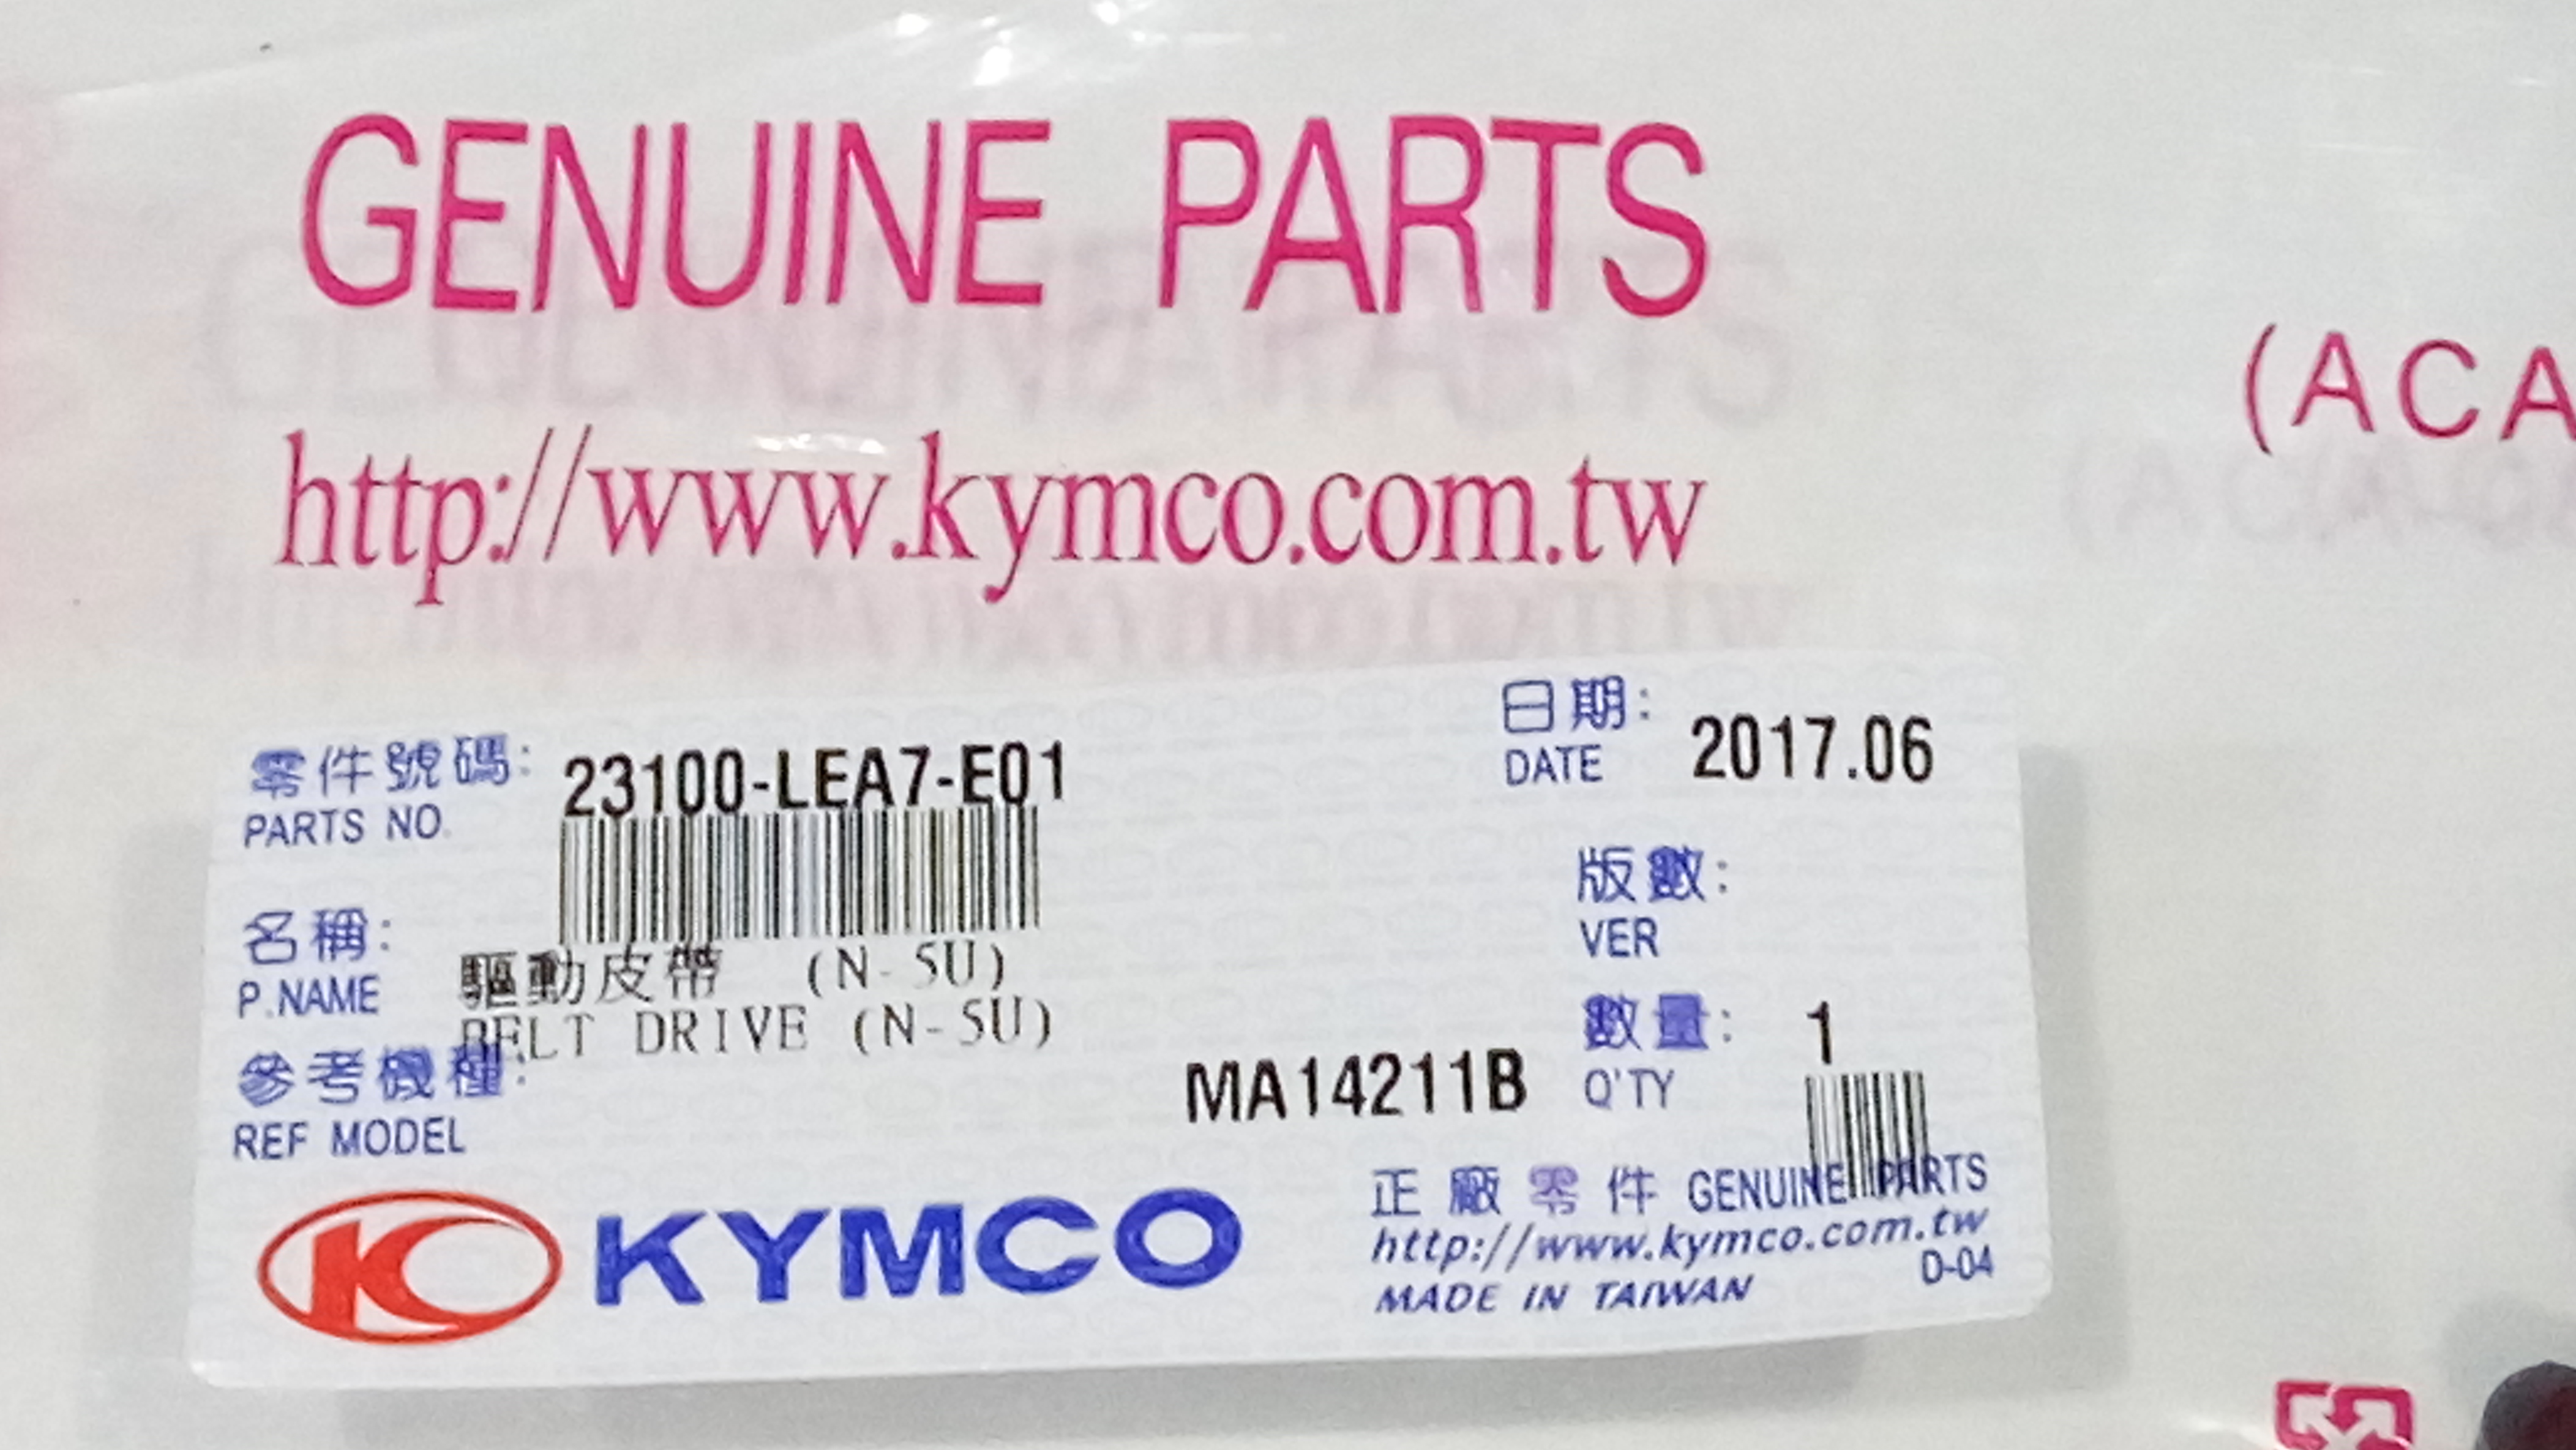 GENUINE PARTS
(ACA
http://www.kymco.com.tw
零件號碼: 23100-LEA7-E01
PARTS NO.
日期: 2017.06
DATE
版數:
VER
名稱: 驅動皮帶 (N-5U)
P.NAME BELT DRIVE (N-5U)
數量: 1
Q'TY
參考機種:
REF MODEL
MA14211B
KYMCO
正廠零件 GENUINE PARTS
http://www.kymco.com.tw
MADE IN TAIWAN
D-04